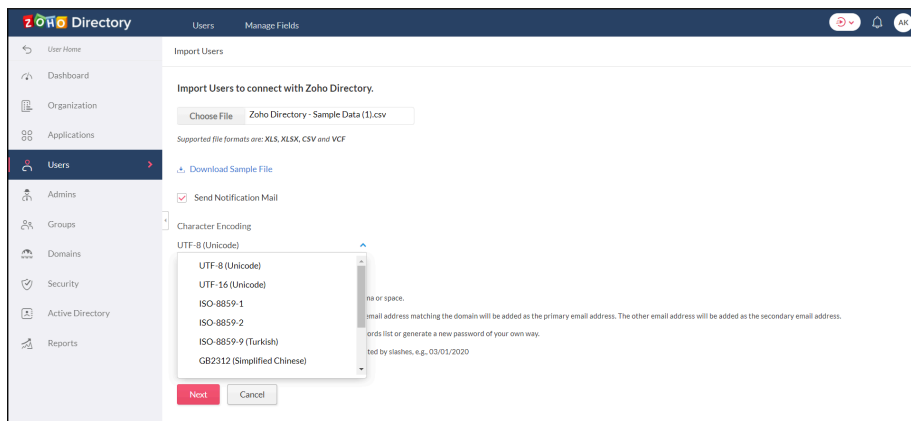 ZOHO Directory
Users
Manage Fields
AK
User Home
Import Users
Dashboard
Organization
Applications
Users
Admins
Groups
Domains
Security
Active Directory
Reports
Import Users to connect with Zoho Directory.
Choose File Zoho Directory - Sample Data (1).csv
Supported file formats are: XLS, XLSX, CSV and VCF
Download Sample File
Send Notification Mail
Character Encoding
UTF-8 (Unicode)
UTF-8 (Unicode)
UTF-16 (Unicode)
ISO-8859-1
ISO-8859-2
ISO-8859-9 (Turkish)
GB2312 (Simplified Chinese)
or space.
email address matching the domain will be added as the primary email address. The other email address will be added as the secondary email address.
list or generate a new password of your own way.
by slashes, e.g., 03/01/2020
Next
Cancel